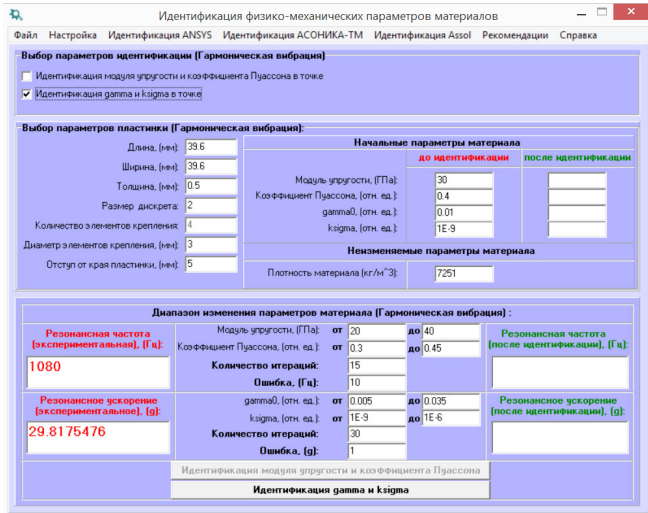 Идентификация физико-механических параметров материалов
Файл Настройка Идентификация ANSYS Идентификация АСОНИКА-ТМ Идентификация Assol Рекомендации Справка
Выбор параметров идентификации (Гармоническая вибрация)
Идентификация модуля упругости и коэффициента Пуассона в точке
Идентификация gamma и ksigma в точке
Выбор параметров пластинки (Гармоническая вибрация):
Длина, (мм): 39.6
Ширина, (мм): 39.6
Толщина, (мм): 0.5
Размер дискрета: 2
Количество элементов крепления: 4
Диаметр элементов крепления, (мм): 3
Отступ от края пластинки, (мм): 5
Начальные параметры материала
до идентификации после идентификации
Модуль упругости, (ГПа): 30
Коэффициент Пуассона, (отн. ед.): 0.4
gamma0, (отн. ед.): 0.01
ksigma, (отн. ед.): 1E-9
Неизменяемые параметры материала
Плотность материала (кг/м^3): 7251
Диапазон изменения параметров материала (Гармоническая вибрация) :
Резонансная частота
(экспериментальная), (Гц):
1080
Модуль упругости, (ГПа): от 20 до 40
Коэффициент Пуассона, (отн. ед.): от 0.3 до 0.45
Количество итераций: 15
Ошибка, (Гц): 10
Резонансная частота
(после идентификации), (Гц):
Резонансное ускорение
(экспериментальное), (g):
29.8175476
gamma0, (отн. ед.): от 0.005 до 0.035
ksigma, (отн. ед.): от 1E-9 до 1E-6
Количество итераций: 30
Ошибка, (g): 1
Резонансное ускорение
(после идентификации), (g):
Идентификация модуля упругости и коэффициента Пуассона
Идентификация gamma и ksigma